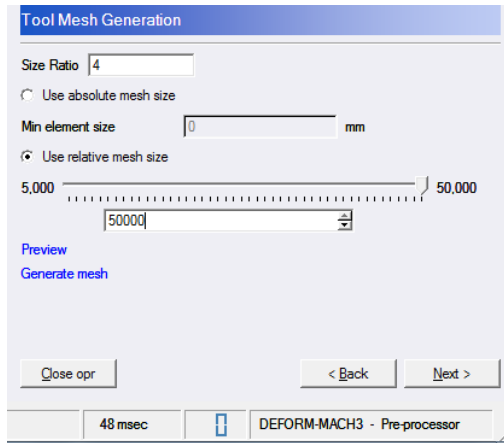 Tool Mesh Generation
Size Ratio 4
Use absolute mesh size
Min element size 0 mm
Use relative mesh size
5,000 50,000
50000
Preview
Generate mesh
Close opr < Back Next >
48 msec DEFORM-MACH3 - Pre-processor